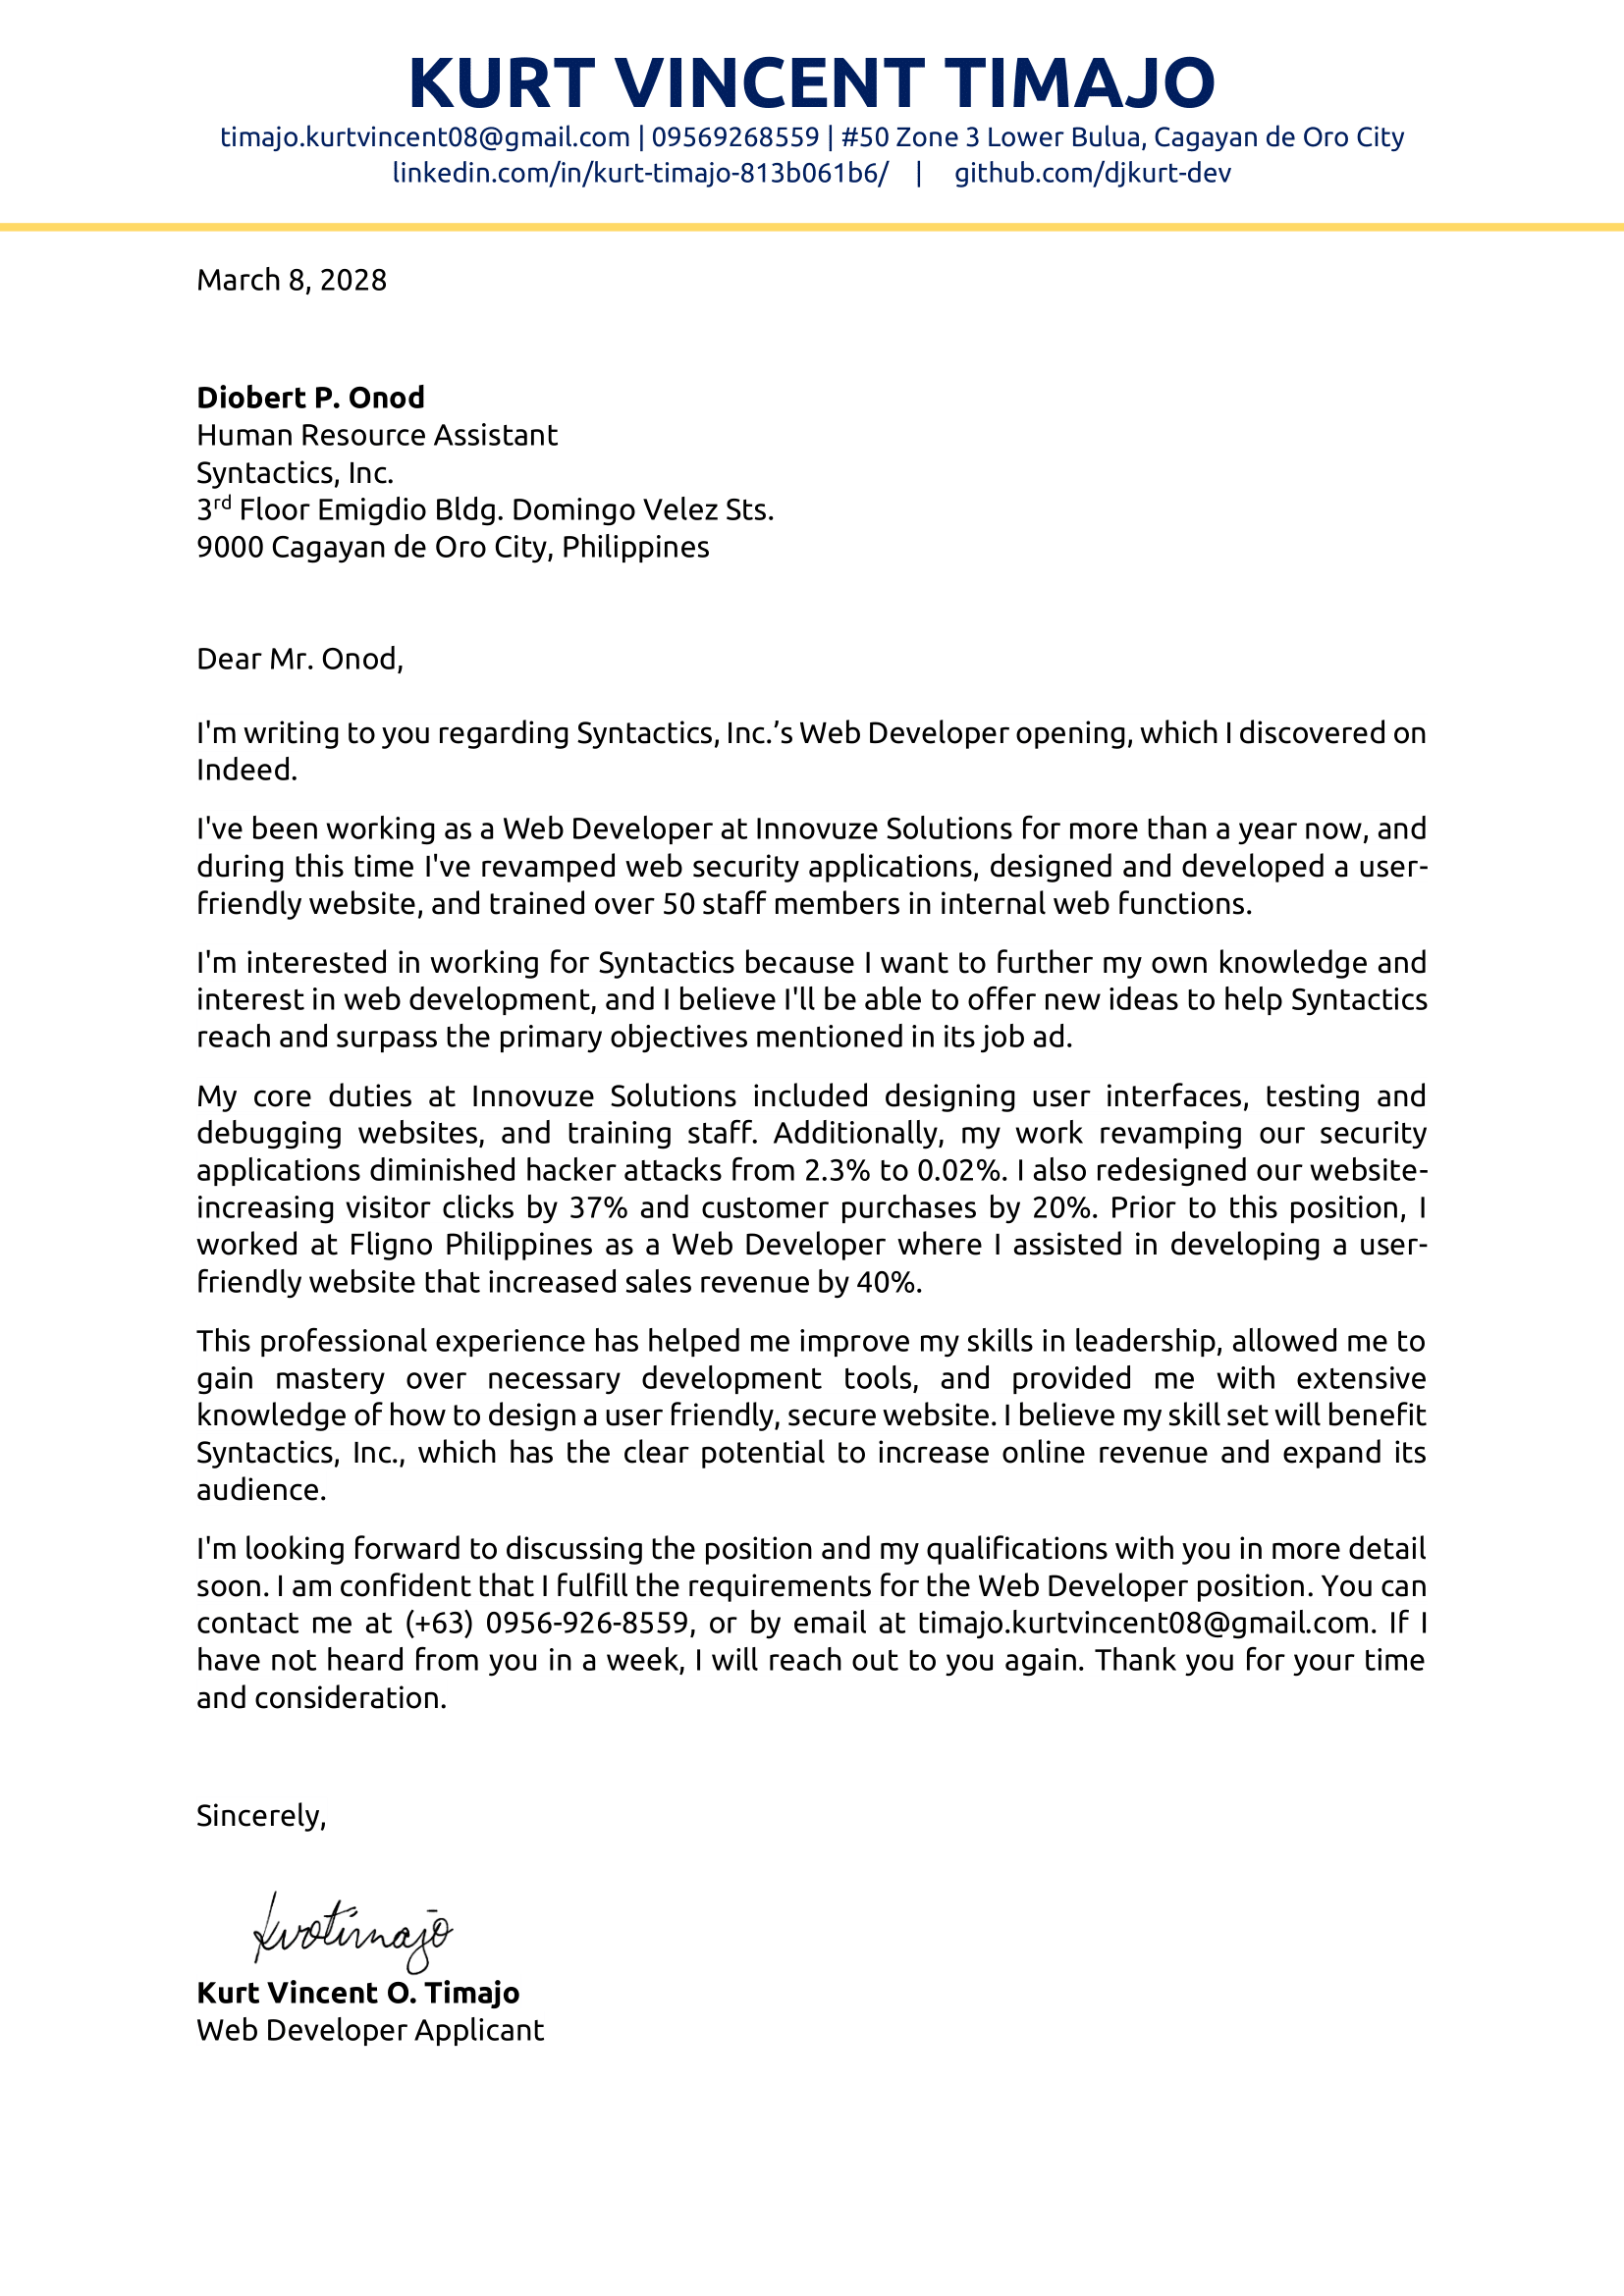 KURT VINCENT TIMAJO
timajo.kurtvincent08@gmail.com | 09569268559 | #50 Zone 3 Lower Bulua, Cagayan de Oro City
linkedin.com/in/kurt-timajo-813b061b6/ | github.com/djkurt-dev
March 8, 2028
Diobert P. Onod
Human Resource Assistant
Syntactics, Inc.
3rd Floor Emigdio Bldg. Domingo Velez Sts.
9000 Cagayan de Oro City, Philippines
Dear Mr. Onod,
I'm writing to you regarding Syntactics, Inc.’s Web Developer opening, which I discovered on
Indeed.
I've been working as a Web Developer at Innovuze Solutions for more than a year now, and
during this time I've revamped web security applications, designed and developed a user-
friendly website, and trained over 50 staff members in internal web functions.
I'm interested in working for Syntactics because I want to further my own knowledge and
interest in web development, and I believe I'll be able to offer new ideas to help Syntactics
reach and surpass the primary objectives mentioned in its job ad.
My core duties at Innovuze Solutions included designing user interfaces, testing and
debugging websites, and training staff. Additionally, my work revamping our security
applications diminished hacker attacks from 2.3% to 0.02%. I also redesigned our website-
increasing visitor clicks by 37% and customer purchases by 20%. Prior to this position, I
worked at Fligno Philippines as a Web Developer where I assisted in developing a user-
friendly website that increased sales revenue by 40%.
This professional experience has helped me improve my skills in leadership, allowed me to
gain mastery over necessary development tools, and provided me with extensive
knowledge of how to design a user friendly, secure website. I believe my skill set will benefit
Syntactics, Inc., which has the clear potential to increase online revenue and expand its
audience.
I'm looking forward to discussing the position and my qualifications with you in more detail
soon. I am confident that I fulfill the requirements for the Web Developer position. You can
contact me at (+63) 0956-926-8559, or by email at timajo.kurtvincent08@gmail.com. If I
have not heard from you in a week, I will reach out to you again. Thank you for your time
and consideration.
Sincerely,
kvotimajo
Kurt Vincent O. Timajo
Web Developer Applicant